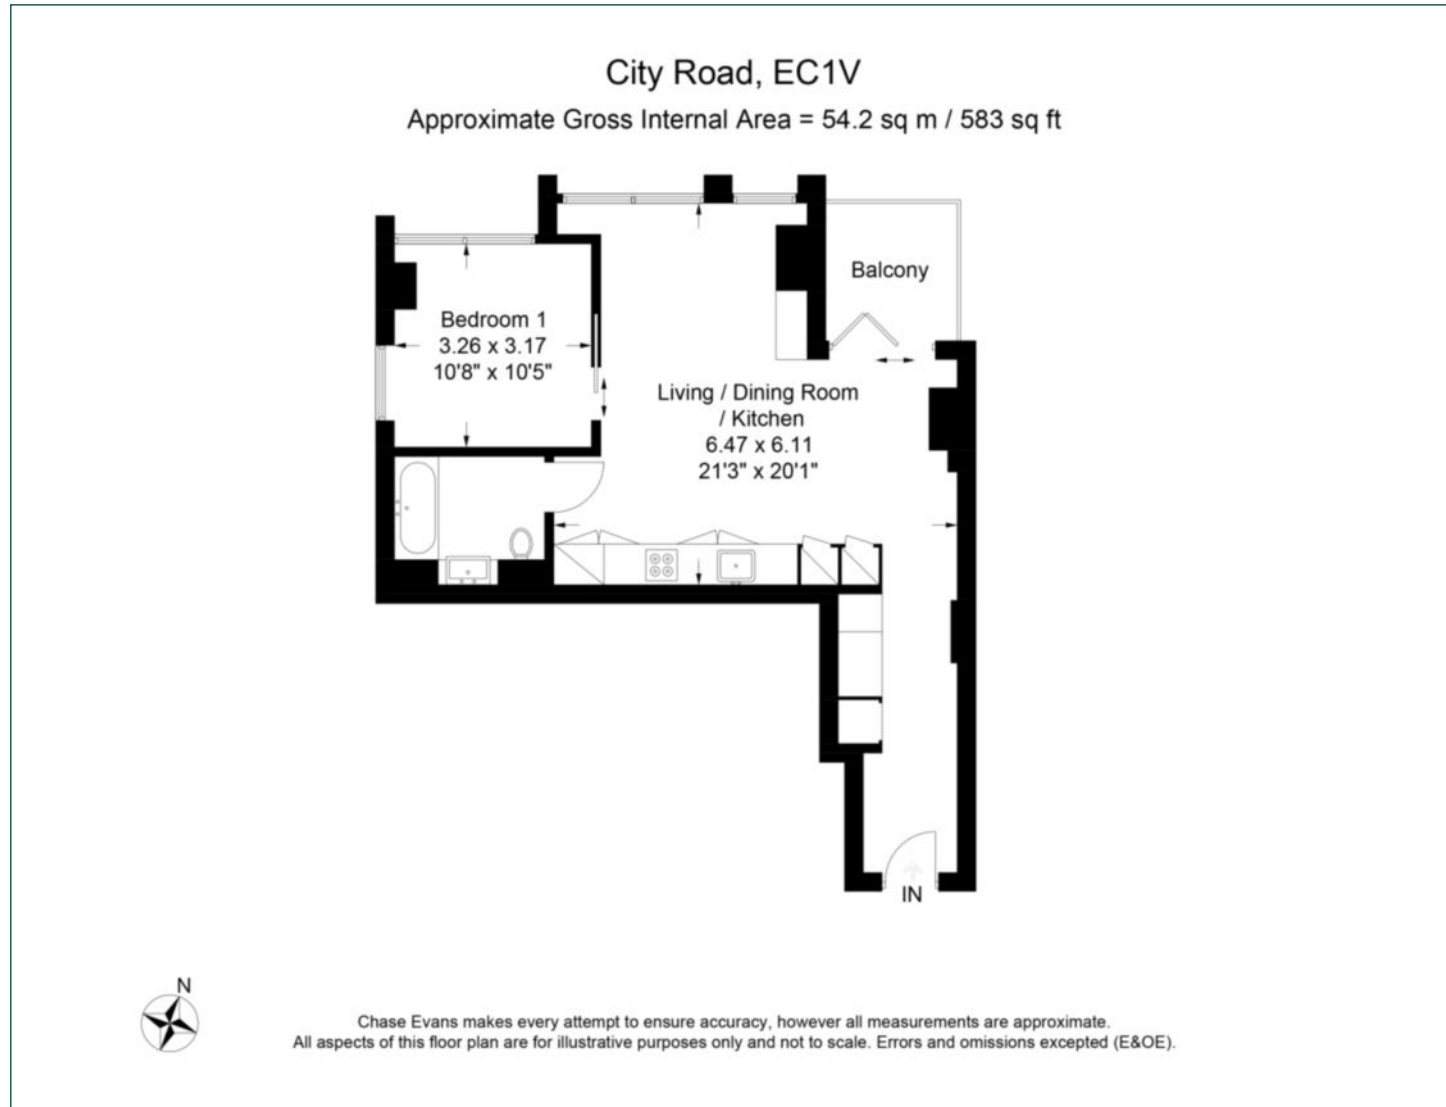 City Road, EC1V
Approximate Gross Internal Area = 54.2 sq m / 583 sq ft
Balcony
Bedroom 1
3.26 x 3.17
10'8" x 10'5"
Living / Dining Room
/ Kitchen
6.47 x 6.11
21'3" x 20'1"
IN
N
Chase Evans makes every attempt to ensure accuracy, however all measurements are approximate.
All aspects of this floor plan are for illustrative purposes only and not to scale. Errors and omissions excepted (E&OE).